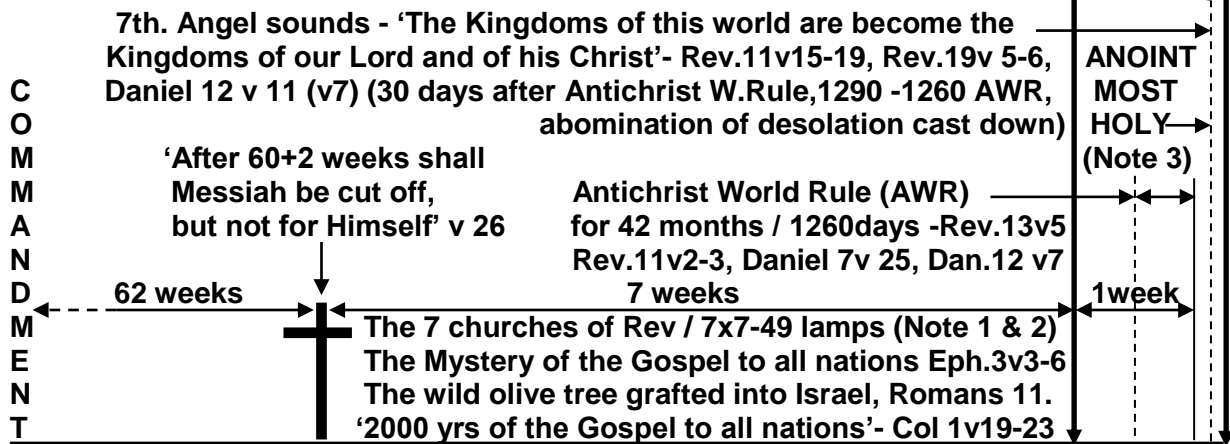 7th. Angel sounds - ‘The Kingdoms of this world are become the
Kingdoms of our Lord and of his Christ’- Rev.11v15-19, Rev.19v 5-6,
Daniel 12 v 11 (v7) (30 days after Antichrist W.Rule,1290 -1260 AWR,
abomination of desolation cast down)
ANOINT
MOST
HOLY
(Note 3)
COMMANDMENT
‘After 60+2 weeks shall
Messiah be cut off,
but not for Himself’ v 26
Antichrist World Rule (AWR)
for 42 months / 1260days -Rev.13v5
Rev.11v2-3, Daniel 7v 25, Dan.12 v7
62 weeks
7 weeks
1week
The 7 churches of Rev / 7x7-49 lamps (Note 1 & 2)
The Mystery of the Gospel to all nations Eph.3v3-6
The wild olive tree grafted into Israel, Romans 11.
‘2000 yrs of the Gospel to all nations’- Col 1v19-23